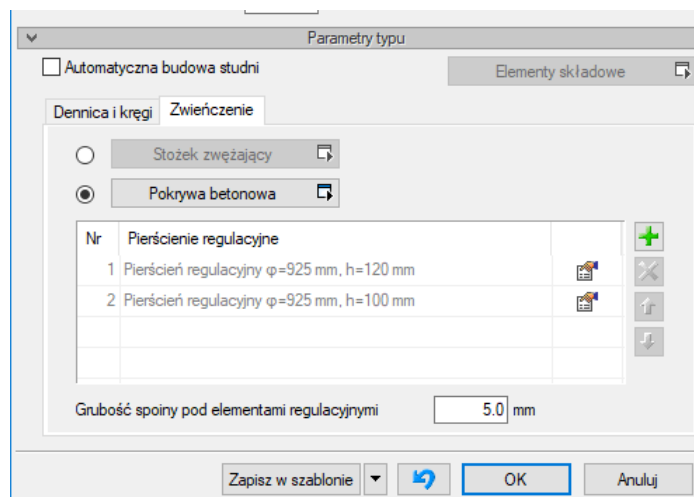 Parametry typu
Automatyczna budowa studni
Elementy składowe
Dennica i kręgi
Zwieńczenie
Stożek zwężający
Pokrywa betonowa
Nr Pierścienie regulacyjne
1 Pierścień regulacyjny φ=925 mm, h=120 mm
2 Pierścień regulacyjny φ=925 mm, h=100 mm
Grubość spoiny pod elementami regulacyjnymi 5.0 mm
Zapisz w szablonie
OK
Anuluj